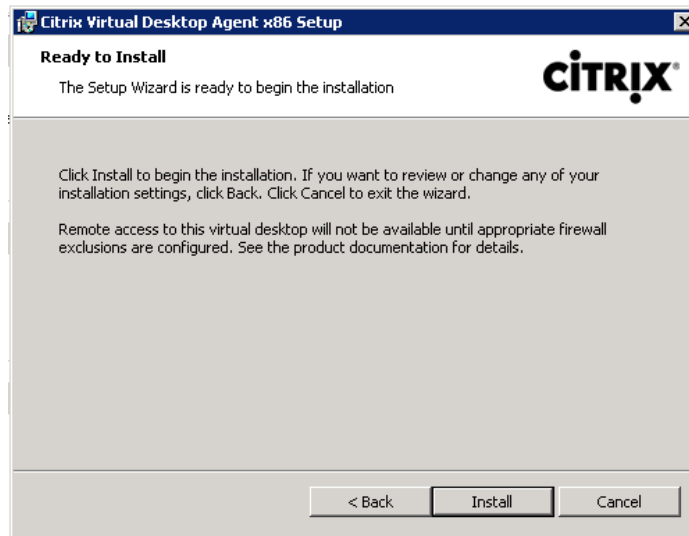 Citrix Virtual Desktop Agent x86 Setup
Ready to Install
The Setup Wizard is ready to begin the installation
CİTRIX
Click Install to begin the installation. If you want to review or change any of your
installation settings, click Back. Click Cancel to exit the wizard.
Remote access to this virtual desktop will not be available until appropriate firewall
exclusions are configured. See the product documentation for details.
< Back
Install
Cancel